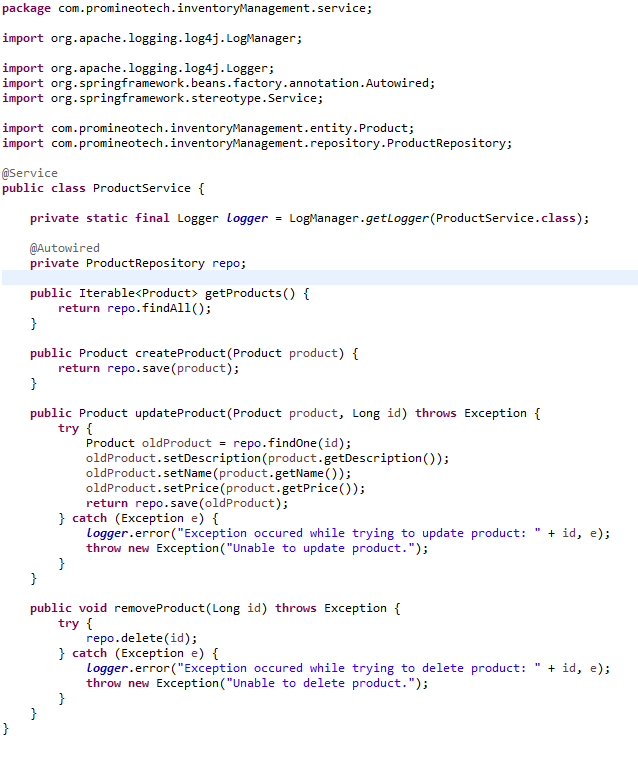 package com.promineotech.inventoryManagement.service;
import org.apache.logging.log4j.LogManager;
import org.apache.logging.log4j.Logger;
import org.springframework.beans.factory.annotation.Autowired;
import org.springframework.stereotype.Service;
import com.promineotech.inventoryManagement.entity.Product;
import com.promineotech.inventoryManagement.repository.ProductRepository;
@Service
public class ProductService {
    private static final Logger logger = LogManager.getLogger(ProductService.class);
    @Autowired
    private ProductRepository repo;
    public Iterable<Product> getProducts() {
        return repo.findAll();
    }
    public Product createProduct(Product product) {
        return repo.save(product);
    }
    public Product updateProduct(Product product, Long id) throws Exception {
        try {
            Product oldProduct = repo.findOne(id);
            oldProduct.setDescription(product.getDescription());
            oldProduct.setName(product.getName());
            oldProduct.setPrice(product.getPrice());
            return repo.save(oldProduct);
        } catch (Exception e) {
            logger.error("Exception occured while trying to update product: " + id, e);
            throw new Exception("Unable to update product.");
        }
    }
    public void removeProduct(Long id) throws Exception {
        try {
            repo.delete(id);
        } catch (Exception e) {
            logger.error("Exception occured while trying to delete product: " + id, e);
            throw new Exception("Unable to delete product.");
        }
    }
}